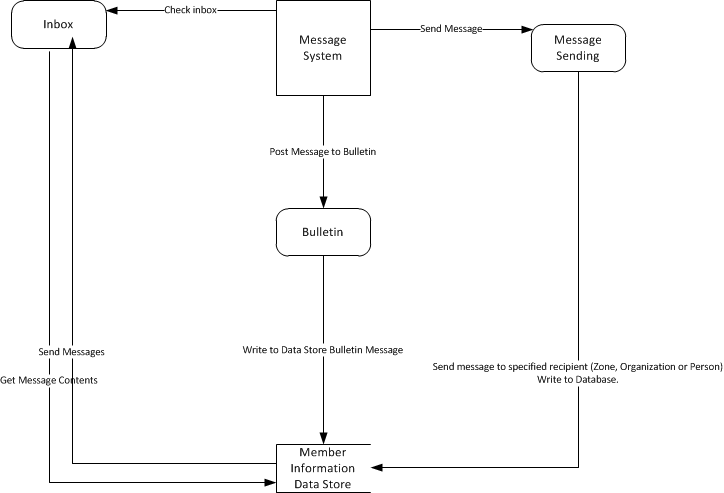 Inbox
Check inbox
Message
System
Send Message
Message
Sending
Post Message to Bulletin
Bulletin
Send Messages
Write to Data Store Bulletin Message
Get Message Contents
Send message to specified recipient (Zone, Organization or Person)
Write to Database.
Member
Information
Data Store